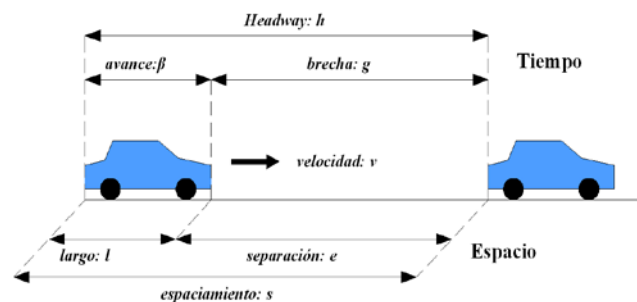 Headway: h
Tiempo
avance:β
brecha: g
velocidad: v
largo: l
separación: e
Espacio
espaciamiento: s